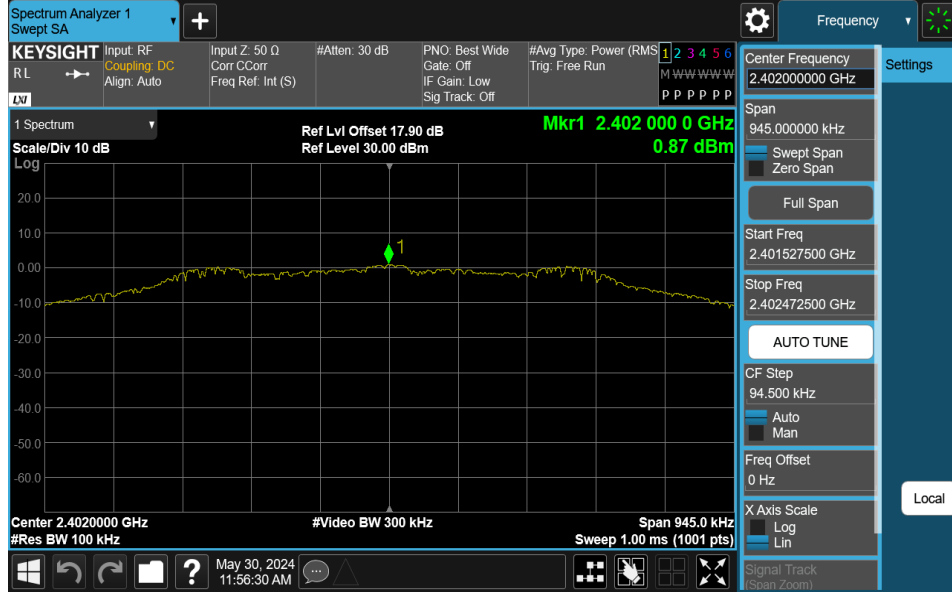 Spectrum Analyzer 1
Swept SA
▼
+
Frequency
▼
KEYSIGHT
RL
LXI
Input: RF
Coupling: DC
Align: Auto
Input Z: 50 Ω
Corr CCorr
Freq Ref: Int (S)
#Atten: 30 dB
PNO: Best Wide
Gate: Off
IF Gain: Low
Sig Track: Off
#Avg Type: Power (RMS
Trig: Free Run
1 2 3 4 5 6
M W W W W W
P P P P P P
1 Spectrum
▼
Scale/Div 10 dB
Log
Ref Lvl Offset 17.90 dB
Ref Level 30.00 dBm
Mkr1 2.402 000 0 GHz
0.87 dBm
20.0
10.0
0.00
-10.0
-20.0
-30.0
-40.0
-50.0
-60.0
1
Center 2.4020000 GHz
#Res BW 100 kHz
#Video BW 300 kHz
Span 945.0 kHz
Sweep 1.00 ms (1001 pts)
Center Frequency
2.402000000 GHz
Span
945.000000 kHz
Swept Span
Zero Span
Full Span
Start Freq
2.401527500 GHz
Stop Freq
2.402472500 GHz
AUTO TUNE
CF Step
94.500 kHz
Auto
Man
Freq Offset
0 Hz
X Axis Scale
Log
Lin
Signal Track
(Span Zoom)
Settings
Local
?
May 30, 2024
11:56:30 AM